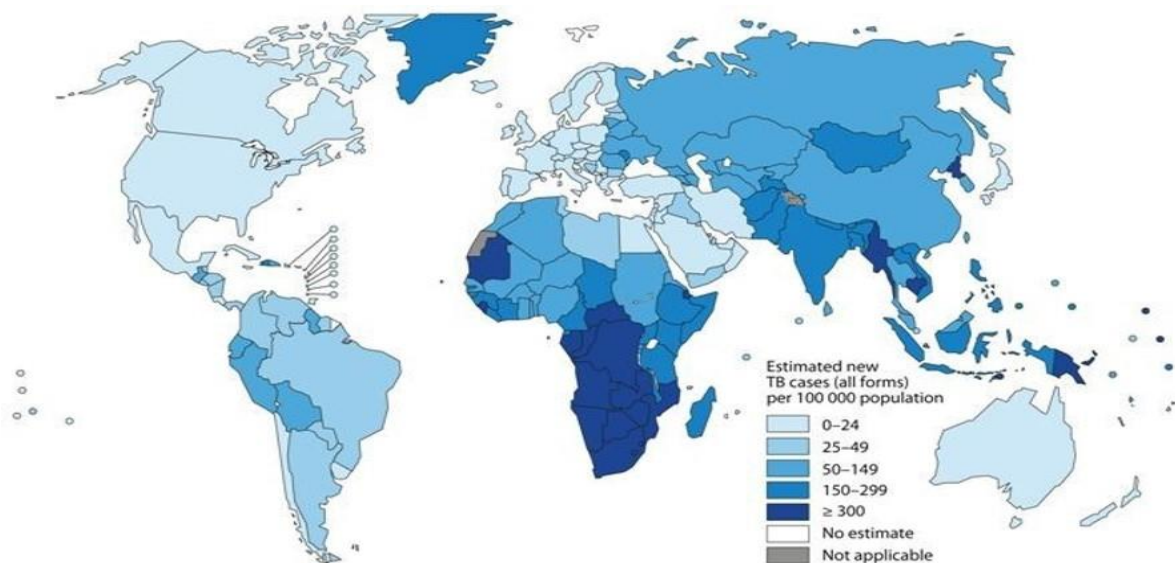 Estimated new
TB cases (all forms)
per 100 000 population
0–24
25–49
50–149
150–299
≥ 300
No estimate
Not applicable